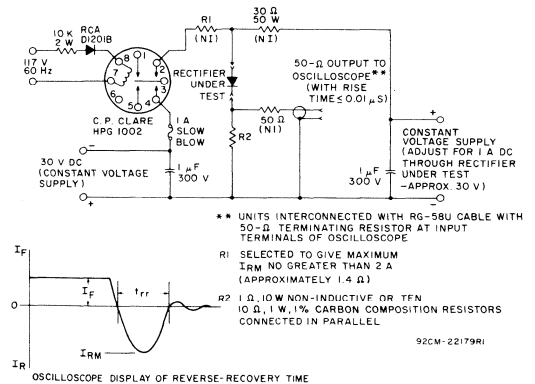 10 K
2 W
RCA
D1201B
117 V
60 Hz
8
1
2
7
3
6
5
4
C. P. CLARE
HPG 1002
R1
(NI)
30 Ω
50 W
(NI)
RECTIFIER
UNDER
TEST
50-Ω OUTPUT TO
OSCILLOSCOPE**
(WITH RISE
TIME≤0.01 μS)
50 Ω
(NI)
R2
1 A
SLOW
BLOW
30 V DC
(CONSTANT VOLTAGE
SUPPLY)
-
+
1 μF
300 V
1 μF
300 V
+
-
CONSTANT
VOLTAGE SUPPLY
(ADJUST FOR 1 A DC
THROUGH RECTIFIER
UNDER TEST
-APPROX. 30 V)
** UNITS INTERCONNECTED WITH RG-58U CABLE WITH
50-Ω TERMINATING RESISTOR AT INPUT
TERMINALS OF OSCILLOSCOPE
R1 SELECTED TO GIVE MAXIMUM
IRM NO GREATER THAN 2 A
(APPROXIMATELY 1.4 Ω)
R2 1 Ω, 10 W NON-INDUCTIVE OR TEN
10 Ω, 1 W, 1% CARBON COMPOSITION RESISTORS
CONNECTED IN PARALLEL
92CM-22179R1
IF
IF
trr
0
IRM
IR
OSCILLOSCOPE DISPLAY OF REVERSE-RECOVERY TIME